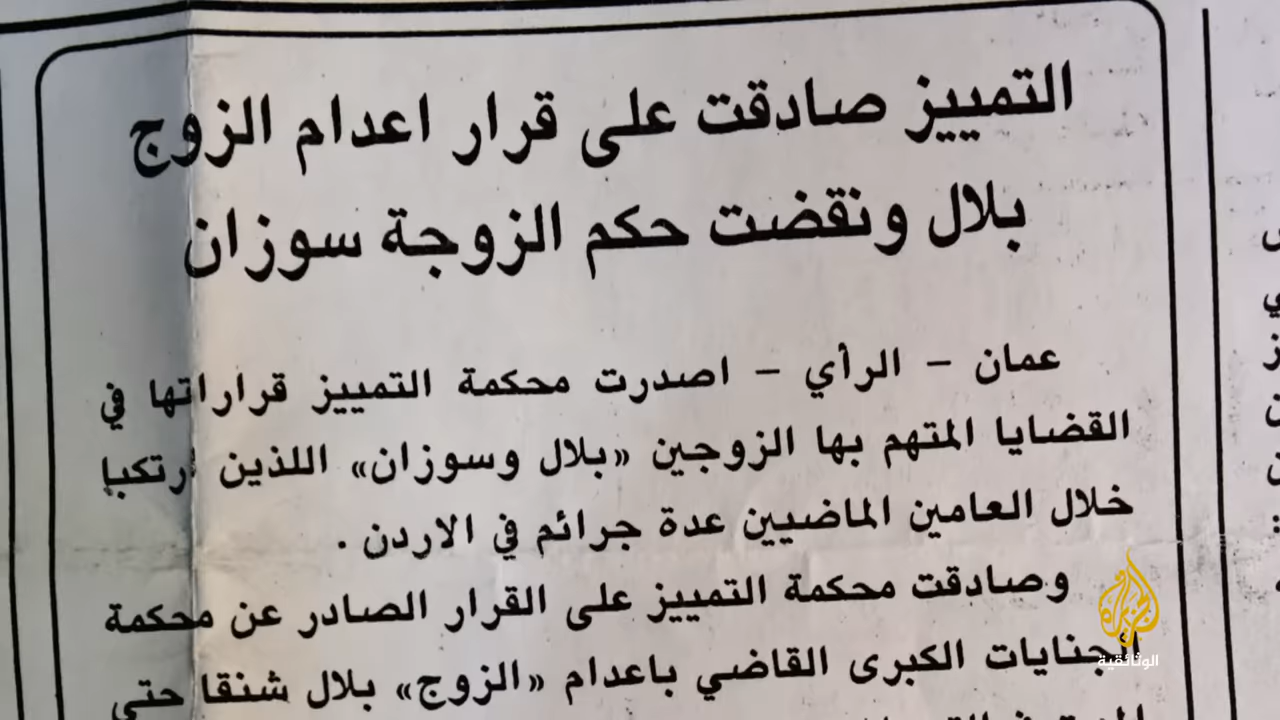 التمييز صادقت على قرار اعدام الزوج
بلال ونقضت حكم الزوجة سوزان
عمان - الرأي - اصدرت محكمة التمييز قراراتها في
القضايا المتهم بها الزوجين «بلال وسوزان» اللذين ارتكبا
خلال العامين الماضيين عدة جرائم في الاردن .
وصادقت محكمة التمييز على القرار الصادر عن محكمة
الجنايات الكبرى القاضي باعدام «الزوج» بلال شنقا حتى
الجزيرة
الوثائقية